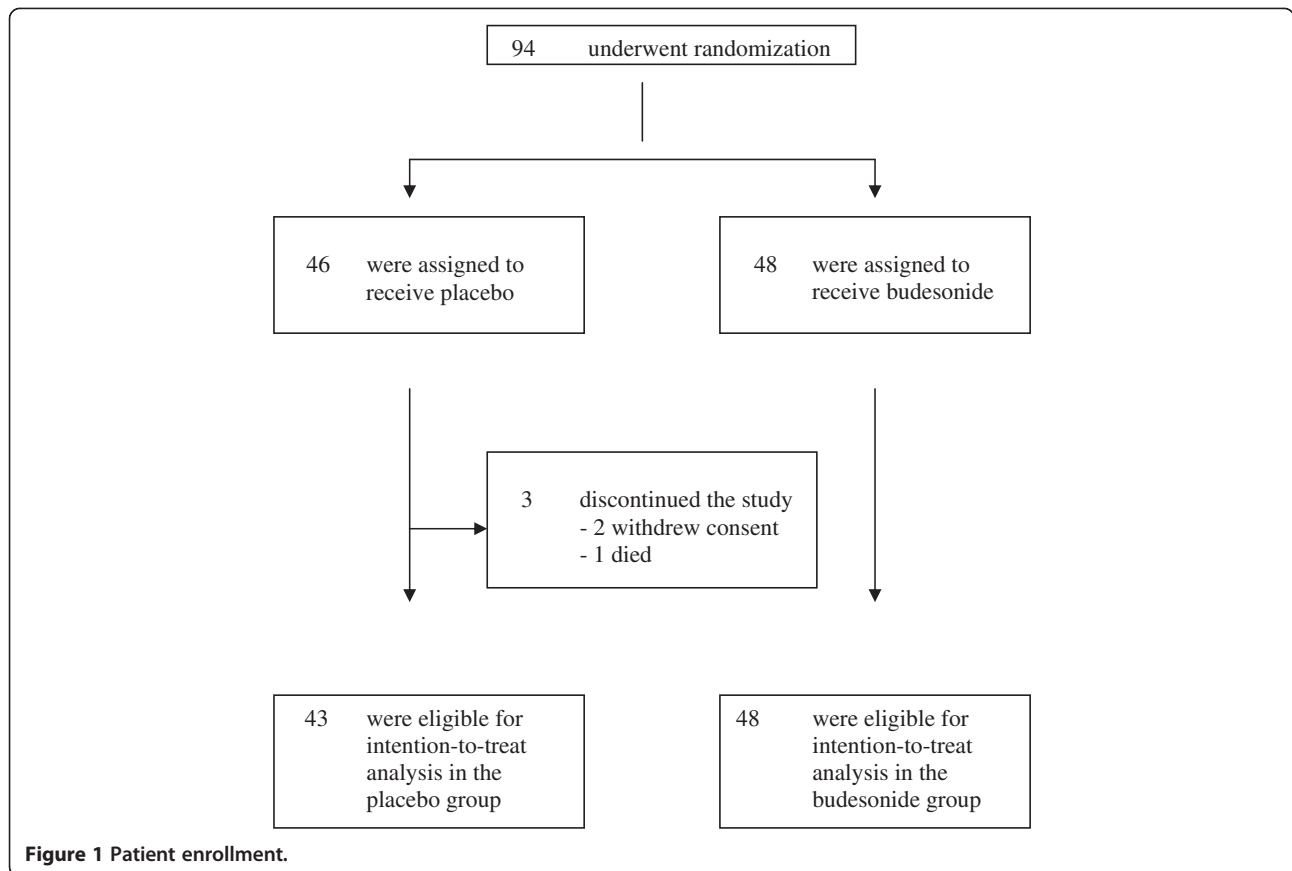 94 underwent randomization
46 were assigned to
receive placebo
48 were assigned to
receive budesonide
3 discontinued the study
- 2 withdrew consent
- 1 died
43 were eligible for
intention-to-treat
analysis in the
placebo group
48 were eligible for
intention-to-treat
analysis in the
budesonide group
Figure 1 Patient enrollment.